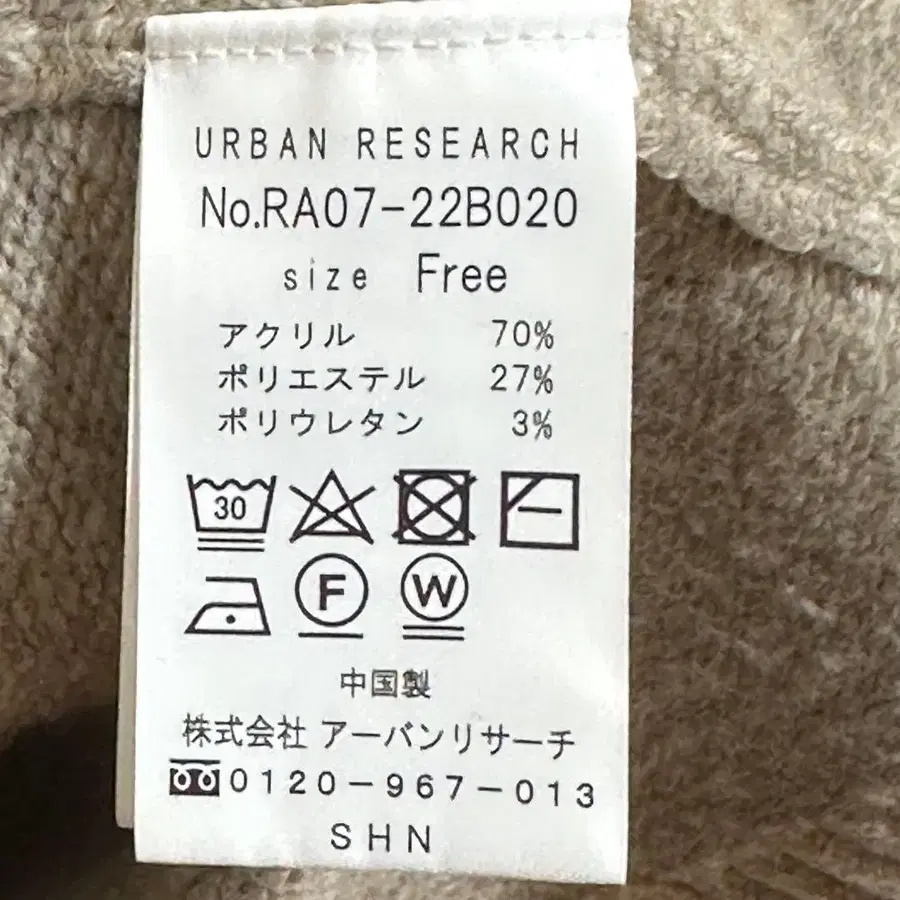 URBAN RESEARCH
No.RA07-22B020
size Free
アクリル 70%
ポリエステル 27%
ポリウレタン 3%
30
F W
中国製
株式会社 アーバンリサーチ
0120-967-013
SHN